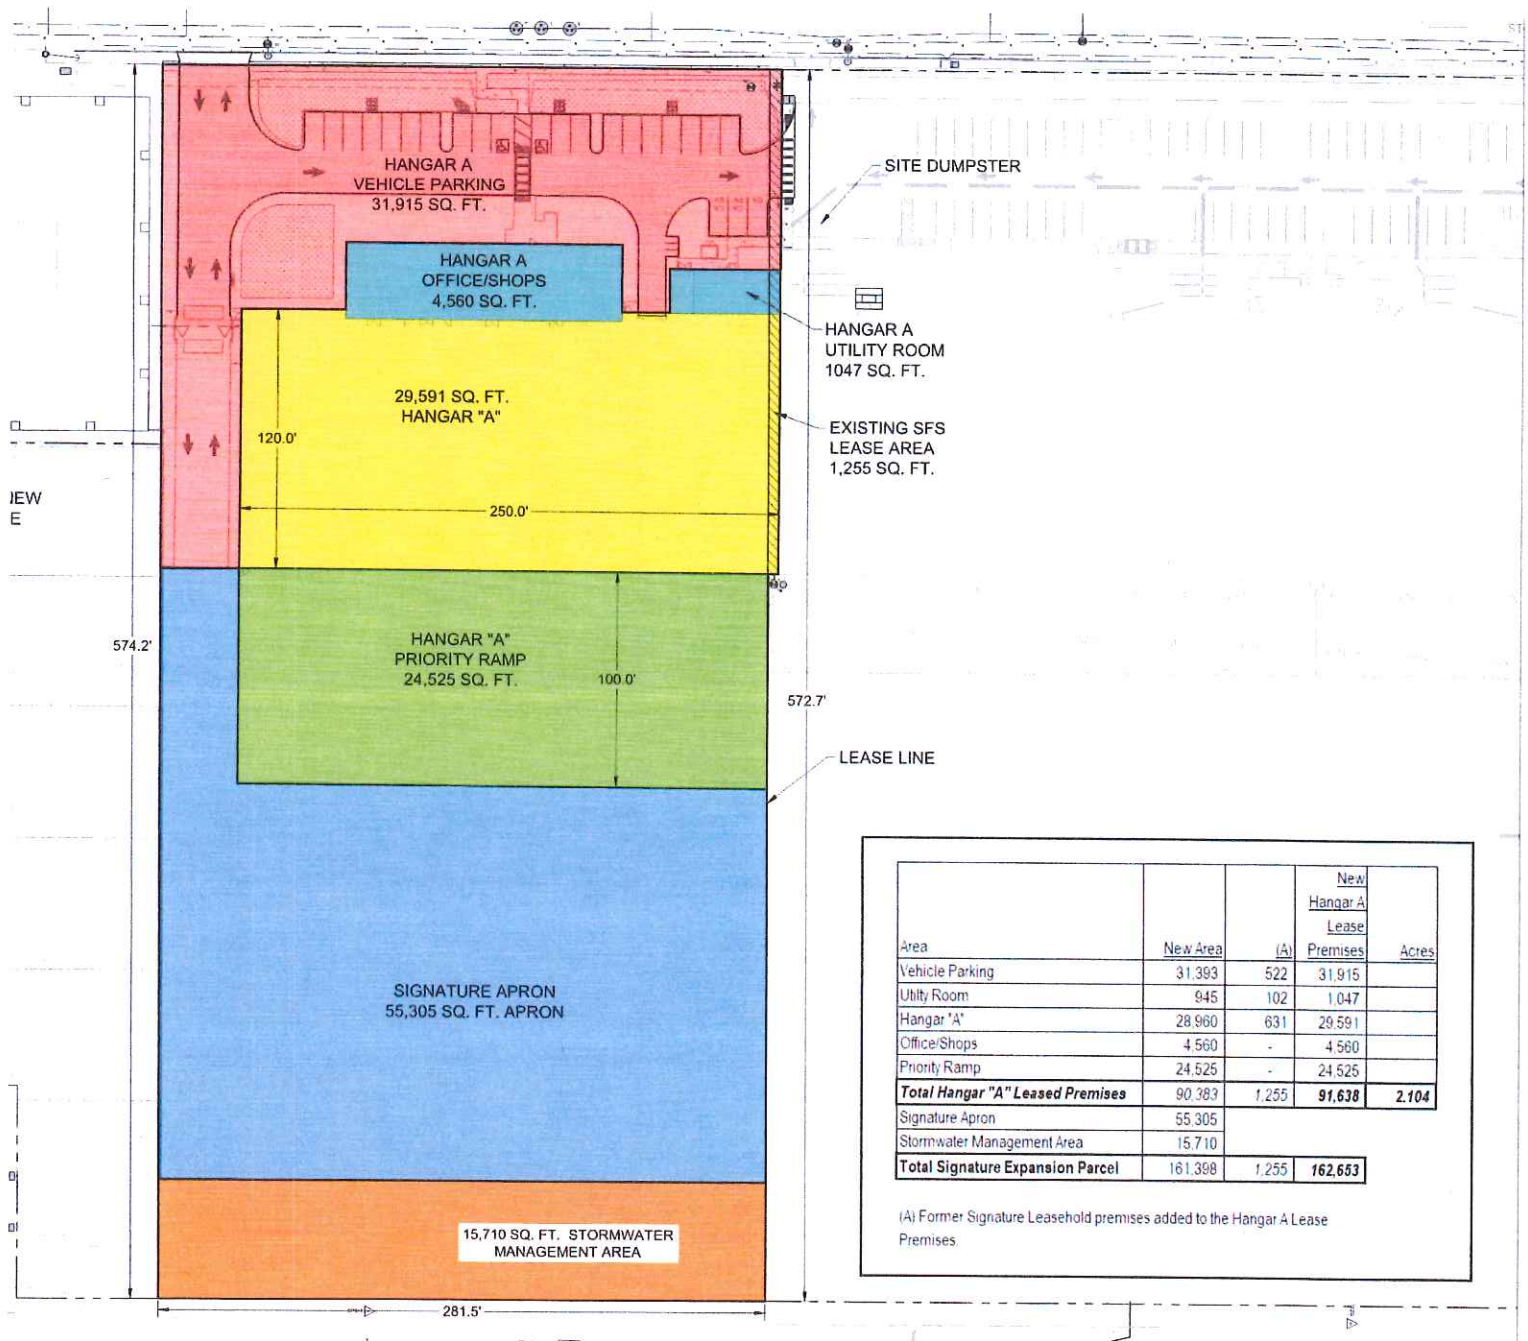 HANGAR A
VEHICLE PARKING
31,915 SQ. FT.
SITE DUMPSTER
HANGAR A
OFFICE/SHOPS
4,560 SQ. FT.
HANGAR A
UTILITY ROOM
1047 SQ. FT.
29,591 SQ. FT.
HANGAR "A"
120.0'
EXISTING SFS
LEASE AREA
1,255 SQ. FT.
250.0'
E
574.2'
HANGAR "A"
PRIORITY RAMP
24,525 SQ. FT.
100.0'
572.7'
LEASE LINE
SIGNATURE APRON
55,305 SQ. FT. APRON
15,710 SQ. FT. STORMWATER
MANAGEMENT AREA
281.5'
Area New Area (A) New Hangar A Lease Premises Acres
Vehicle Parking 31,393 522 31,915
Utilty Room 945 102 1,047
Hangar "A" 28,960 631 29,591
Office/Shops 4,560 - 4,560
Priority Ramp 24,525 - 24,525
Total Hangar "A" Leased Premises 90,383 1,255 91,638 2.104
Signature Apron 55,305
Stormwater Management Area 15,710
Total Signature Expansion Parcel 161,398 1,255 162,653
(A) Former Signature Leasehold premises added to the Hangar A Lease
Premises.